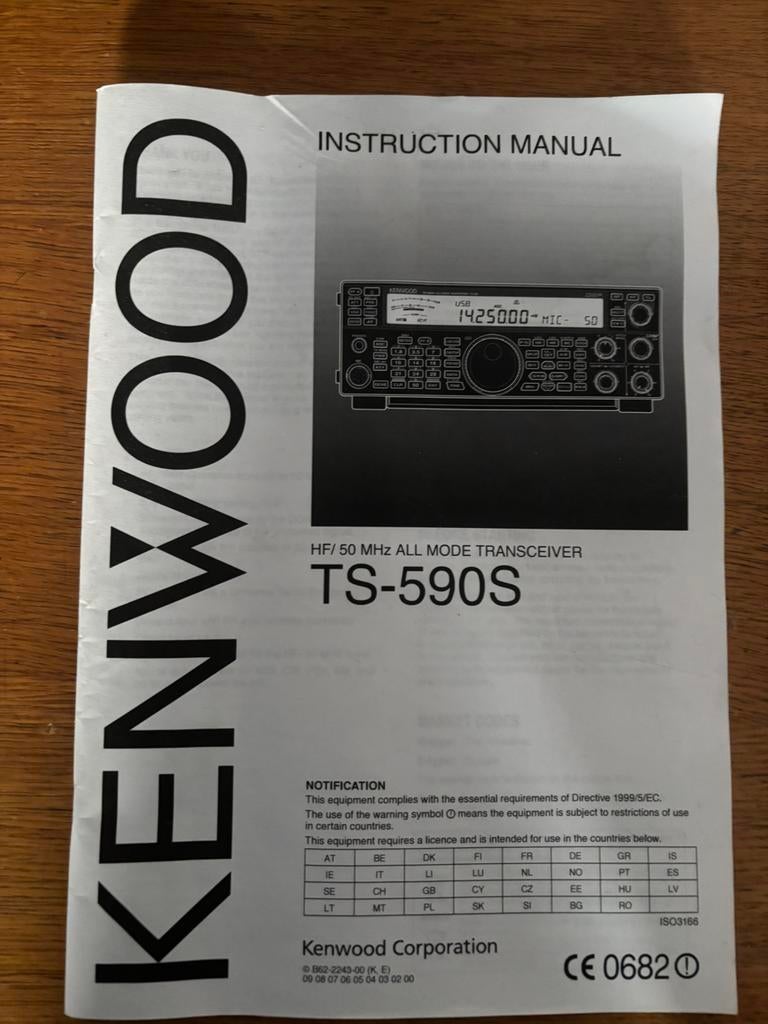 KENWOOD
INSTRUCTION MANUAL
KENWOOD
USB
14.250.00 MIC- 50
HF/ 50 MHz ALL MODE TRANSCEIVER
TS-590S
NOTIFICATION
This equipment complies with the essential requirements of Directive 1999/5/EC.
The use of the warning symbol means the equipment is subject to restrictions of use
in certain countries.
This equipment requires a licence and is intended for use in the countries below.
AT BE DK FI FR DE GR IS
IE IT LI LU NL NO PT ES
SE CH GB CY CZ EE HU LV
LT MT PL SK SI BG RO
ISO3166
Kenwood Corporation
© B62-2243-00 (K, E)
09 08 07 06 05 04 03 02 00
CE 0682